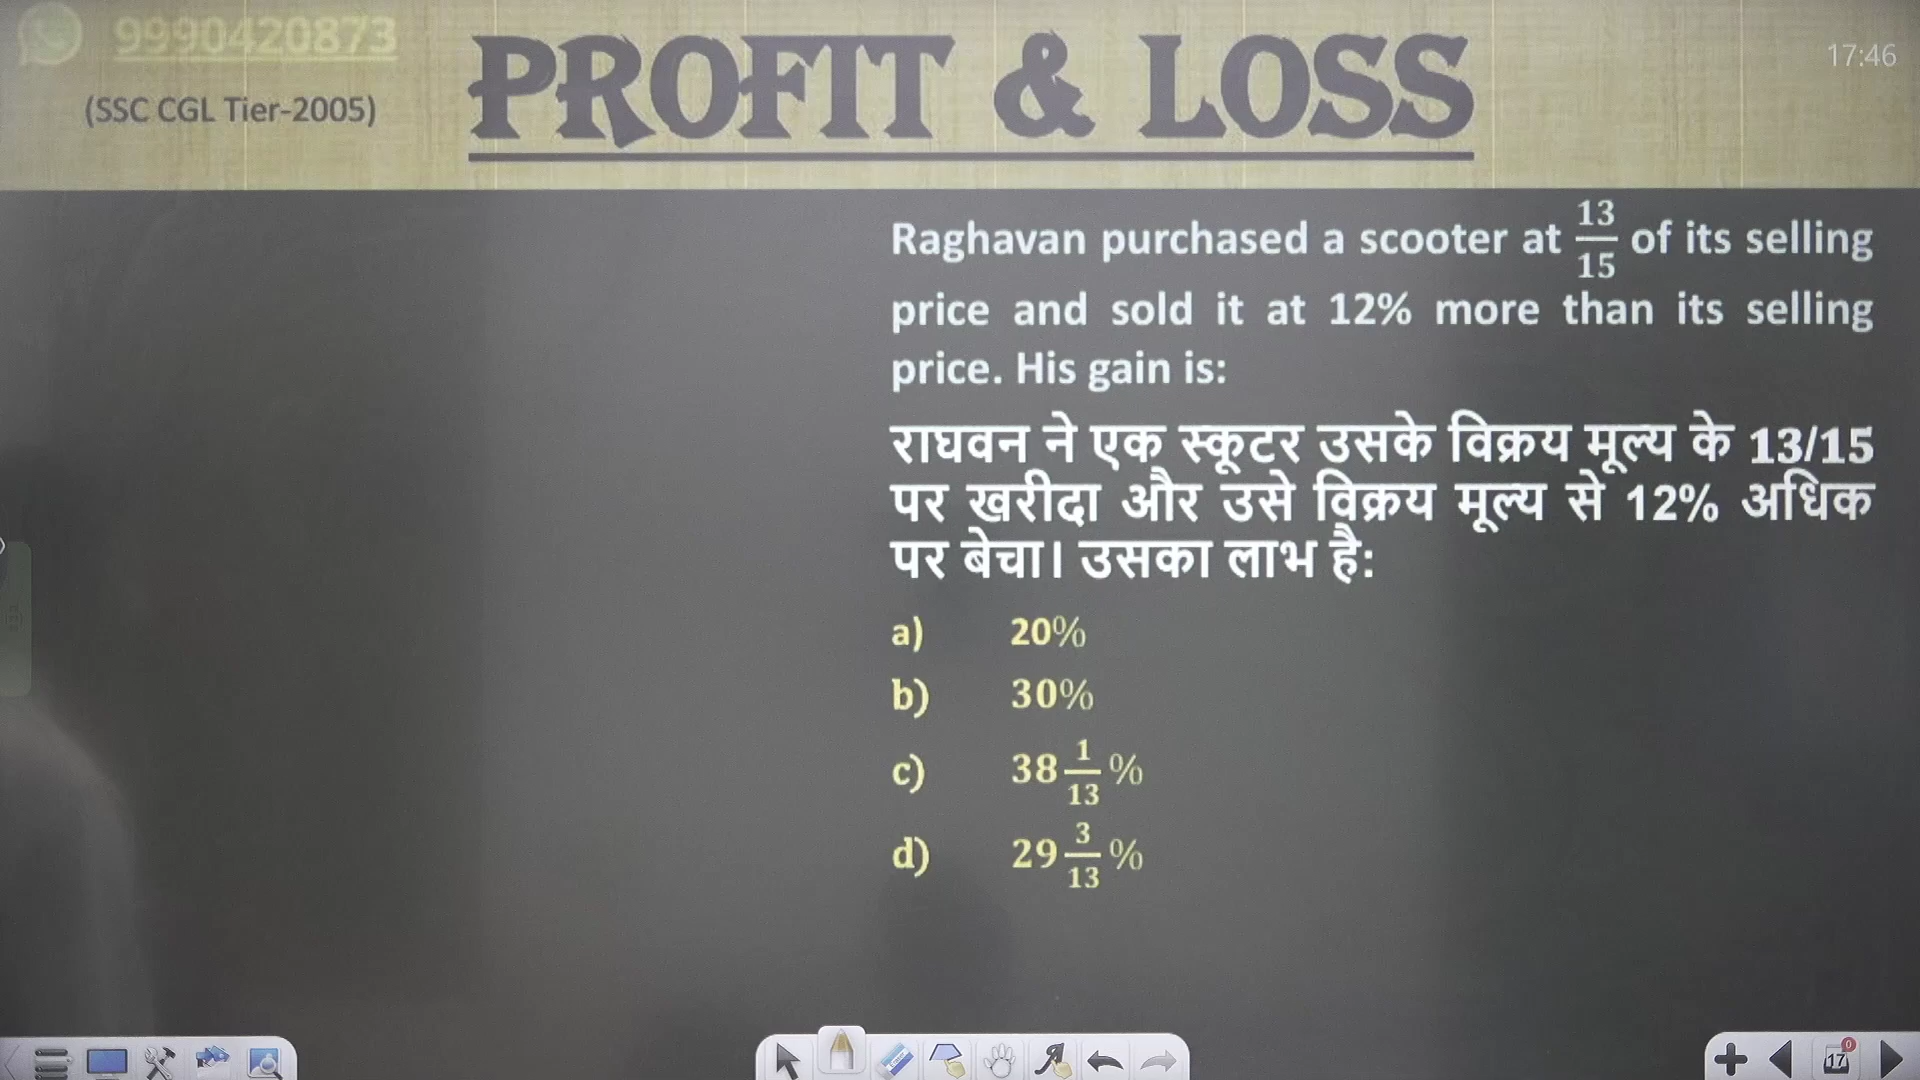 9990420873
(SSC CGL Tier-2005)
PROFIT & LOSS
17:46
Raghavan purchased a scooter at 13/15 of its selling
price and sold it at 12% more than its selling
price. His gain is:
राघवन ने एक स्कूटर उसके विक्रय मूल्य के 13/15
पर खरीदा और उसे विक्रय मूल्य से 12% अधिक
पर बेचा। उसका लाभ है:
a) 20%
b) 30%
c) 38 1/13 %
d) 29 3/13 %
17
0